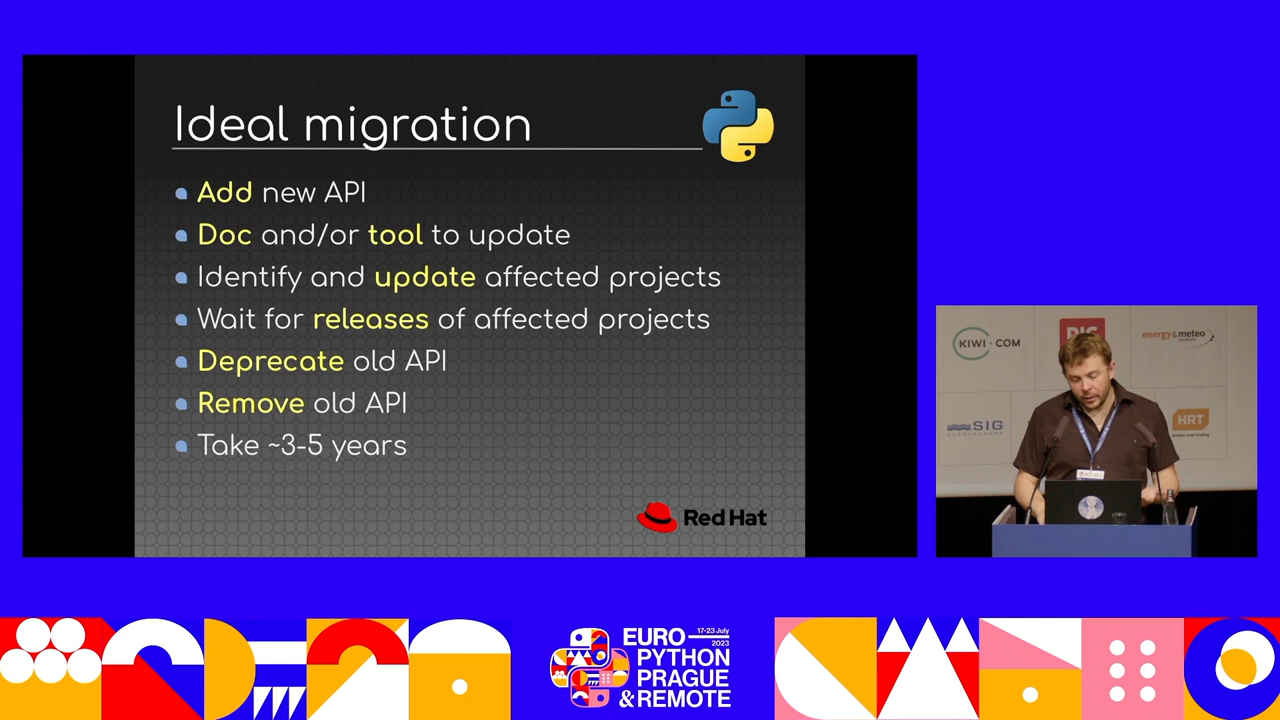 Ideal migration
Add new API
Doc and/or tool to update
Identify and update affected projects
Wait for releases of affected projects
Deprecate old API
Remove old API
Take ~3-5 years
Red Hat
KIWI.COM
energy & meteo
systems
SIG
HRT
EURO
17-23 July
2023
PYTHON
PRAGUE
& REMOTE